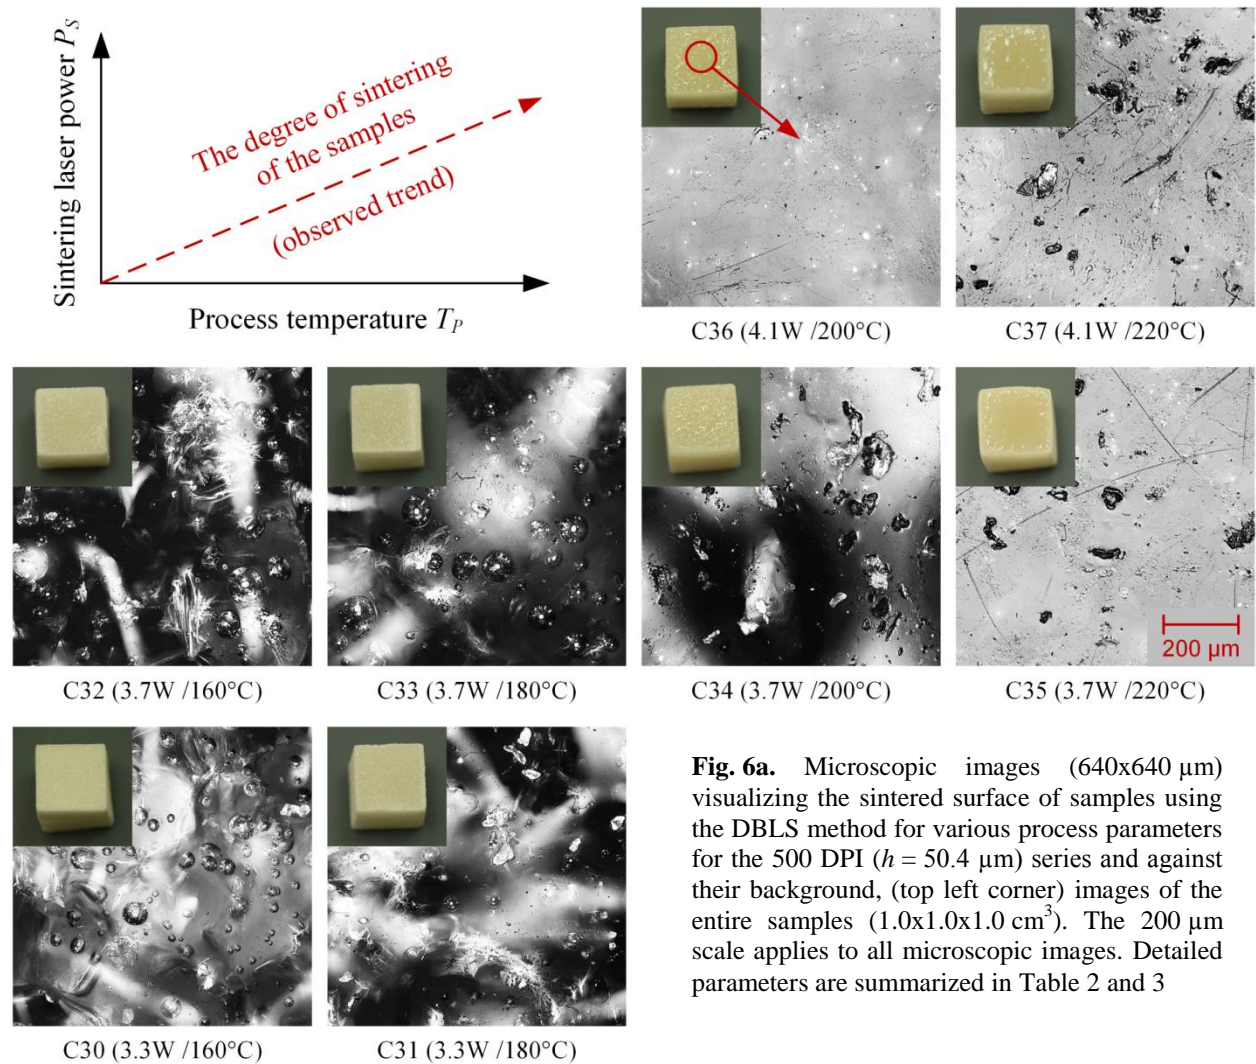 Sintering laser power P_S
The degree of sintering
of the samples
(observed trend)
Process temperature T_P
C36 (4.1W /200°C)
C37 (4.1W /220°C)
200 µm
C32 (3.7W /160°C)
C33 (3.7W /180°C)
C34 (3.7W /200°C)
C35 (3.7W /220°C)
C30 (3.3W /160°C)
C31 (3.3W /180°C)
Fig. 6a. Microscopic images (640x640 µm)
visualizing the sintered surface of samples using
the DBLS method for various process parameters
for the 500 DPI (h = 50.4 µm) series and against
their background, (top left corner) images of the
entire samples (1.0x1.0x1.0 cm³). The 200 µm
scale applies to all microscopic images. Detailed
parameters are summarized in Table 2 and 3